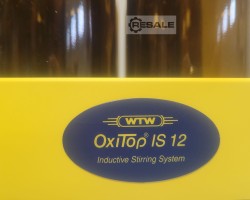 RESALE
WTW
OxiTop® IS 12
Inductive Stirring System